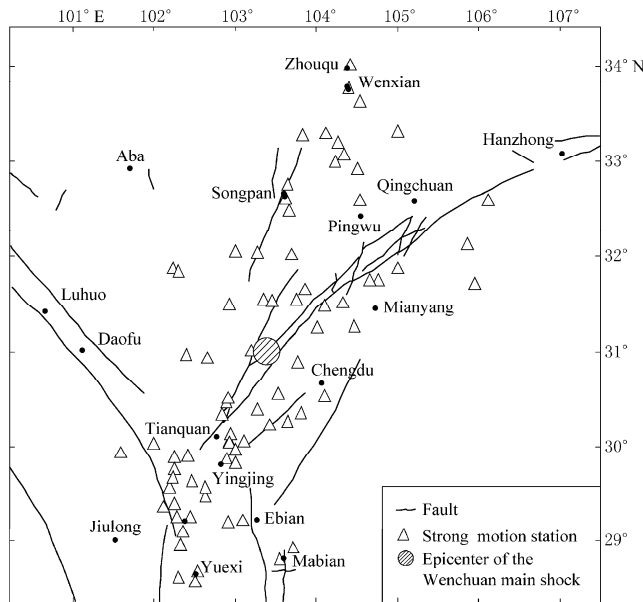 101° E 102° 103° 104° 105° 106° 107°
Zhouqu
34° N
Wenxian
Hanzhong
33°
Aba
Songpan
Qingchuan
Pingwu
32°
Luhuo
Mianyang
Daofu
31°
Chengdu
Tianquan
30°
Yingjing
Fault
Jiulong
Ebian
Strong motion station
29°
Mabian
Epicenter of the
Yuexi
Wenchuan main shock